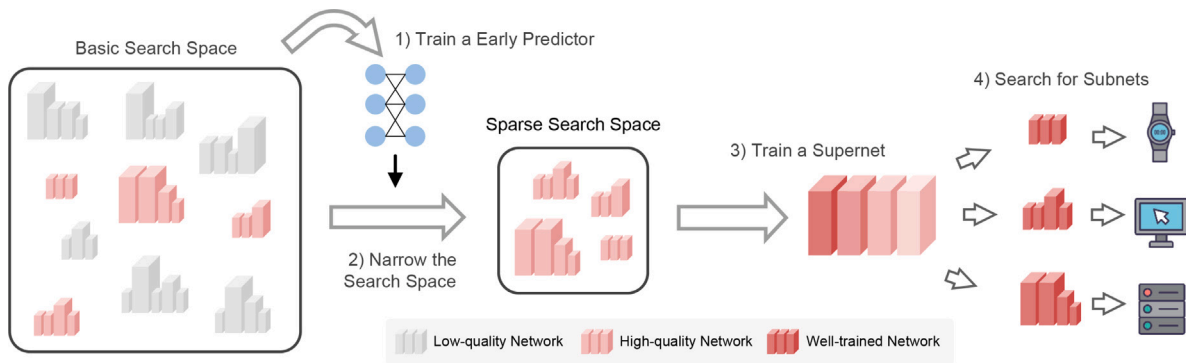 Basic Search Space
1) Train a Early Predictor
2) Narrow the
Search Space
Sparse Search Space
3) Train a Supernet
4) Search for Subnets
Low-quality Network
High-quality Network
Well-trained Network